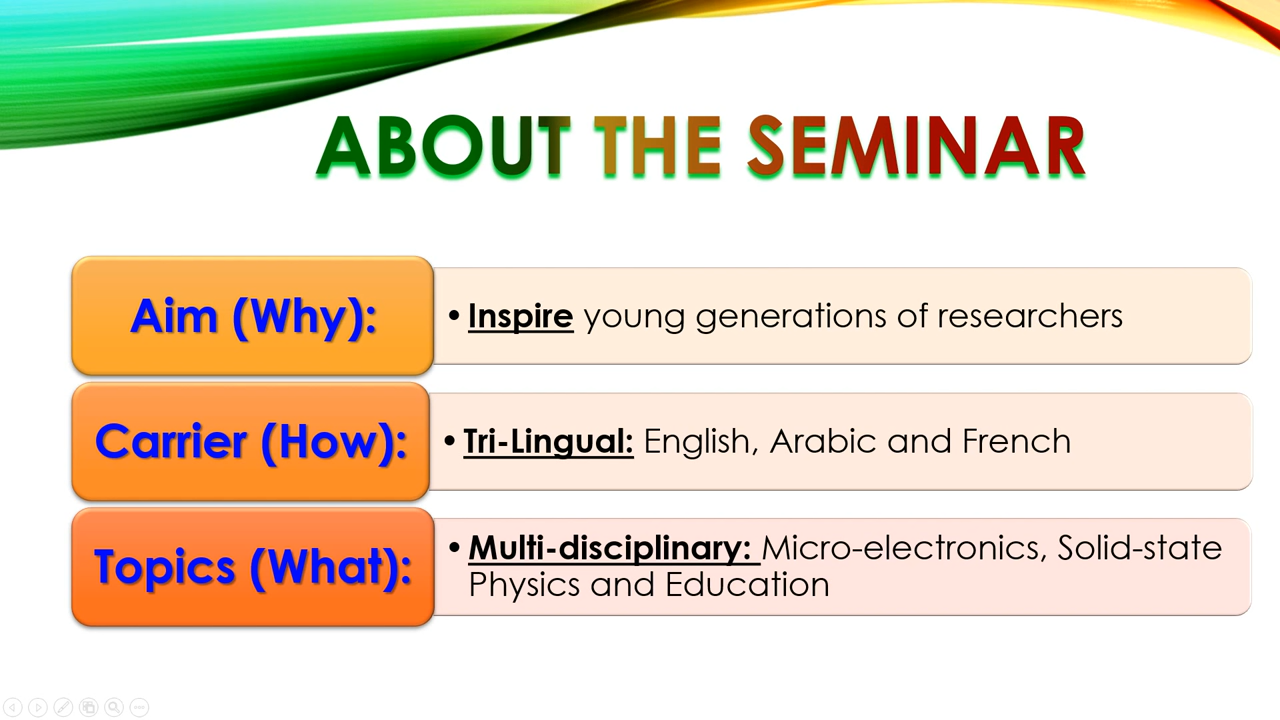 ABOUT THE SEMINAR
Aim (Why):
• Inspire young generations of researchers
Carrier (How):
• Tri-Lingual: English, Arabic and French
Topics (What):
• Multi-disciplinary: Micro-electronics, Solid-state
Physics and Education